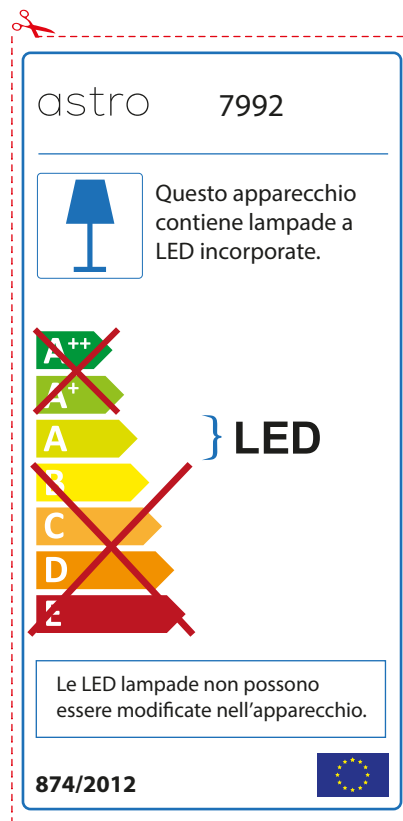 astro 7992
Questo apparecchio
contiene lampade a
LED incorporate.
A++
A+
A
LED
B
C
D
E
Le LED lampade non possono
essere modificate nell'apparecchio.
874/2012